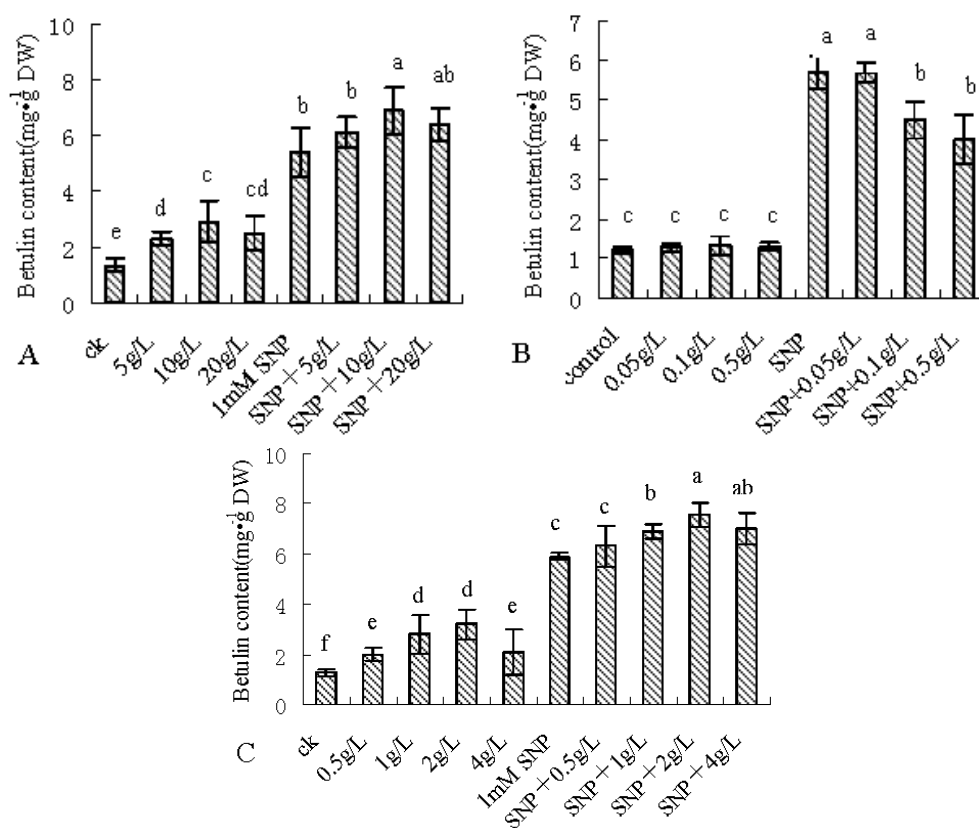 Betulin content(mg•g-1 DW)
10
8
6
4
2
0
e
d
c
cd
b
b
a
ab
ck
5g/L
10g/L
20g/L
1mM SNP
SNP+5g/L
SNP+10g/L
SNP+20g/L
A
Betulin content(mg•g-1 DW)
7
6
5
4
3
2
1
0
c
c
c
c
a
a
b
b
control
0.05g/L
0.1g/L
0.5g/L
SNP
SNP+0.05g/L
SNP+0.1g/L
SNP+0.5g/L
B
Betulin content(mg•g-1 DW)
10
8
6
4
2
0
f
e
d
d
e
c
c
b
a
ab
ck
0.5g/L
1g/L
2g/L
4g/L
1mM SNP
SNP+0.5g/L
SNP+1g/L
SNP+2g/L
SNP+4g/L
C